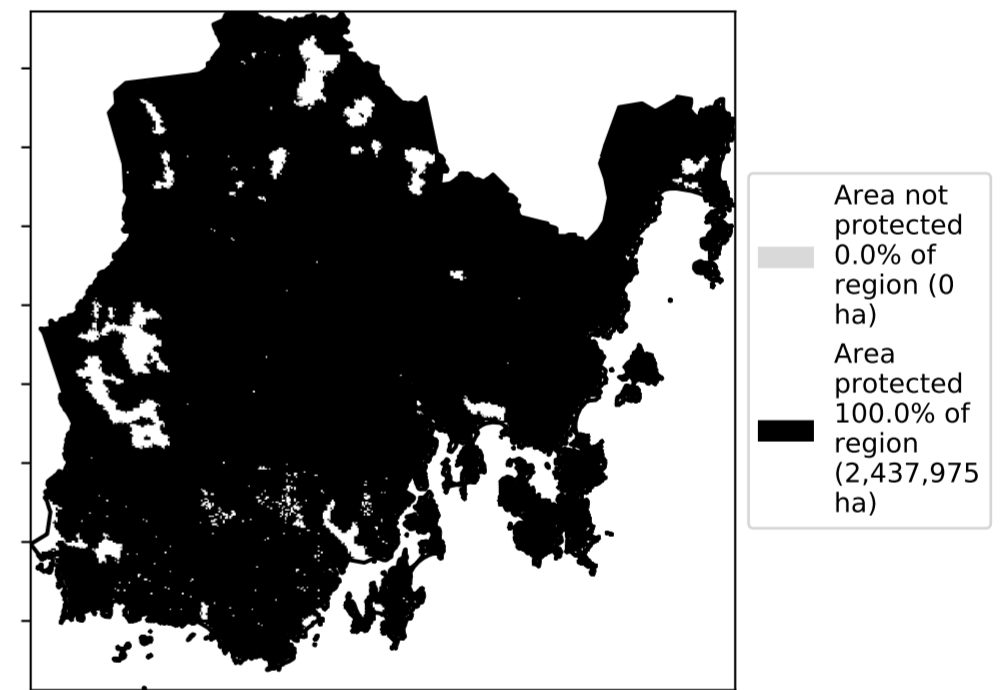 Area not
protected
0.0% of
region (0
ha)
Area
protected
100.0% of
region
(2,437,975
ha)